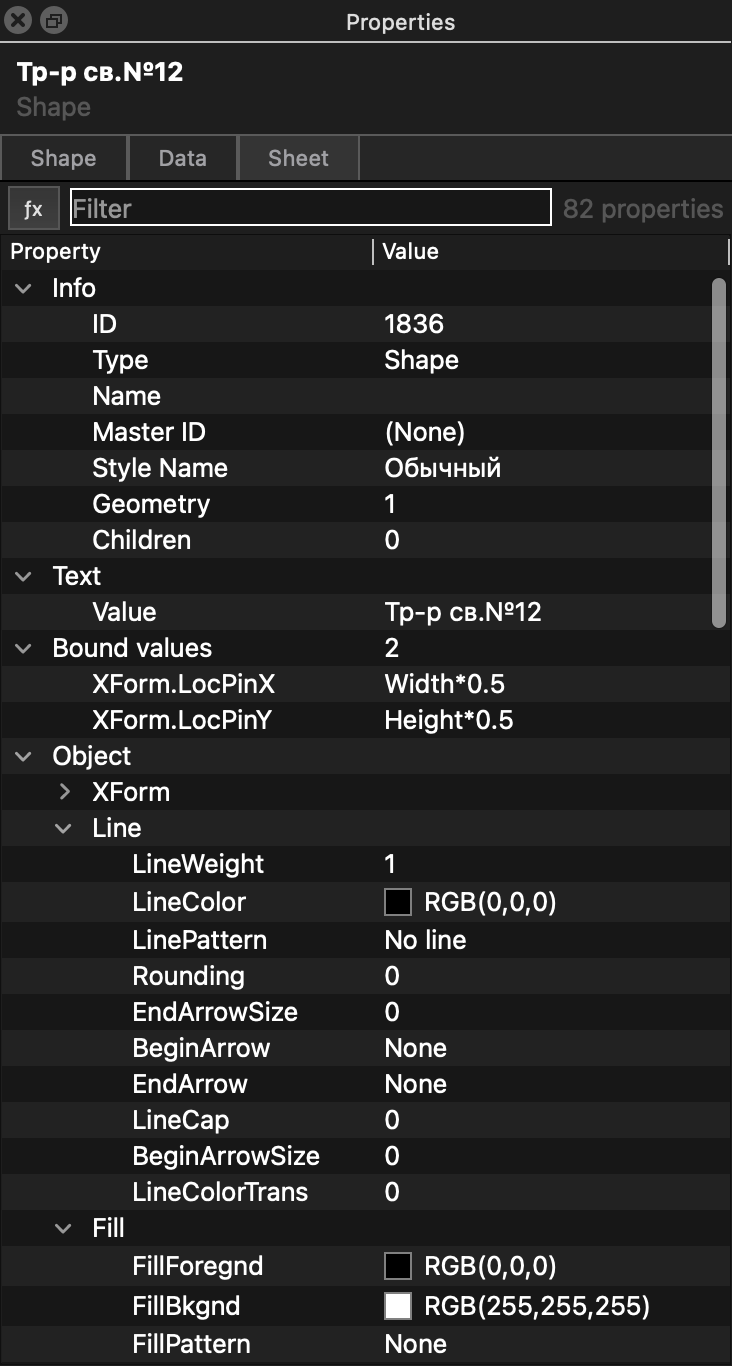 Properties
Тр-р св.№12
Shape
Shape Data Sheet
ƒx Filter 82 properties
Property Value
Info
ID 1836
Type Shape
Name
Master ID (None)
Style Name Обычный
Geometry 1
Children 0
Text
Value Тр-р св.№12
Bound values 2
XForm.LocPinX Width*0.5
XForm.LocPinY Height*0.5
Object
XForm
Line
LineWeight 1
LineColor RGB(0,0,0)
LinePattern No line
Rounding 0
EndArrowSize 0
BeginArrow None
EndArrow None
LineCap 0
BeginArrowSize 0
LineColorTrans 0
Fill
FillForegnd RGB(0,0,0)
FillBkgnd RGB(255,255,255)
FillPattern None